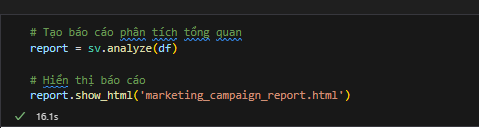 # Tạo báo cáo phân tích tổng quan
report = sv.analyze(df)
# Hiển thị báo cáo
report.show_html('marketing_campaign_report.html')
16.1s